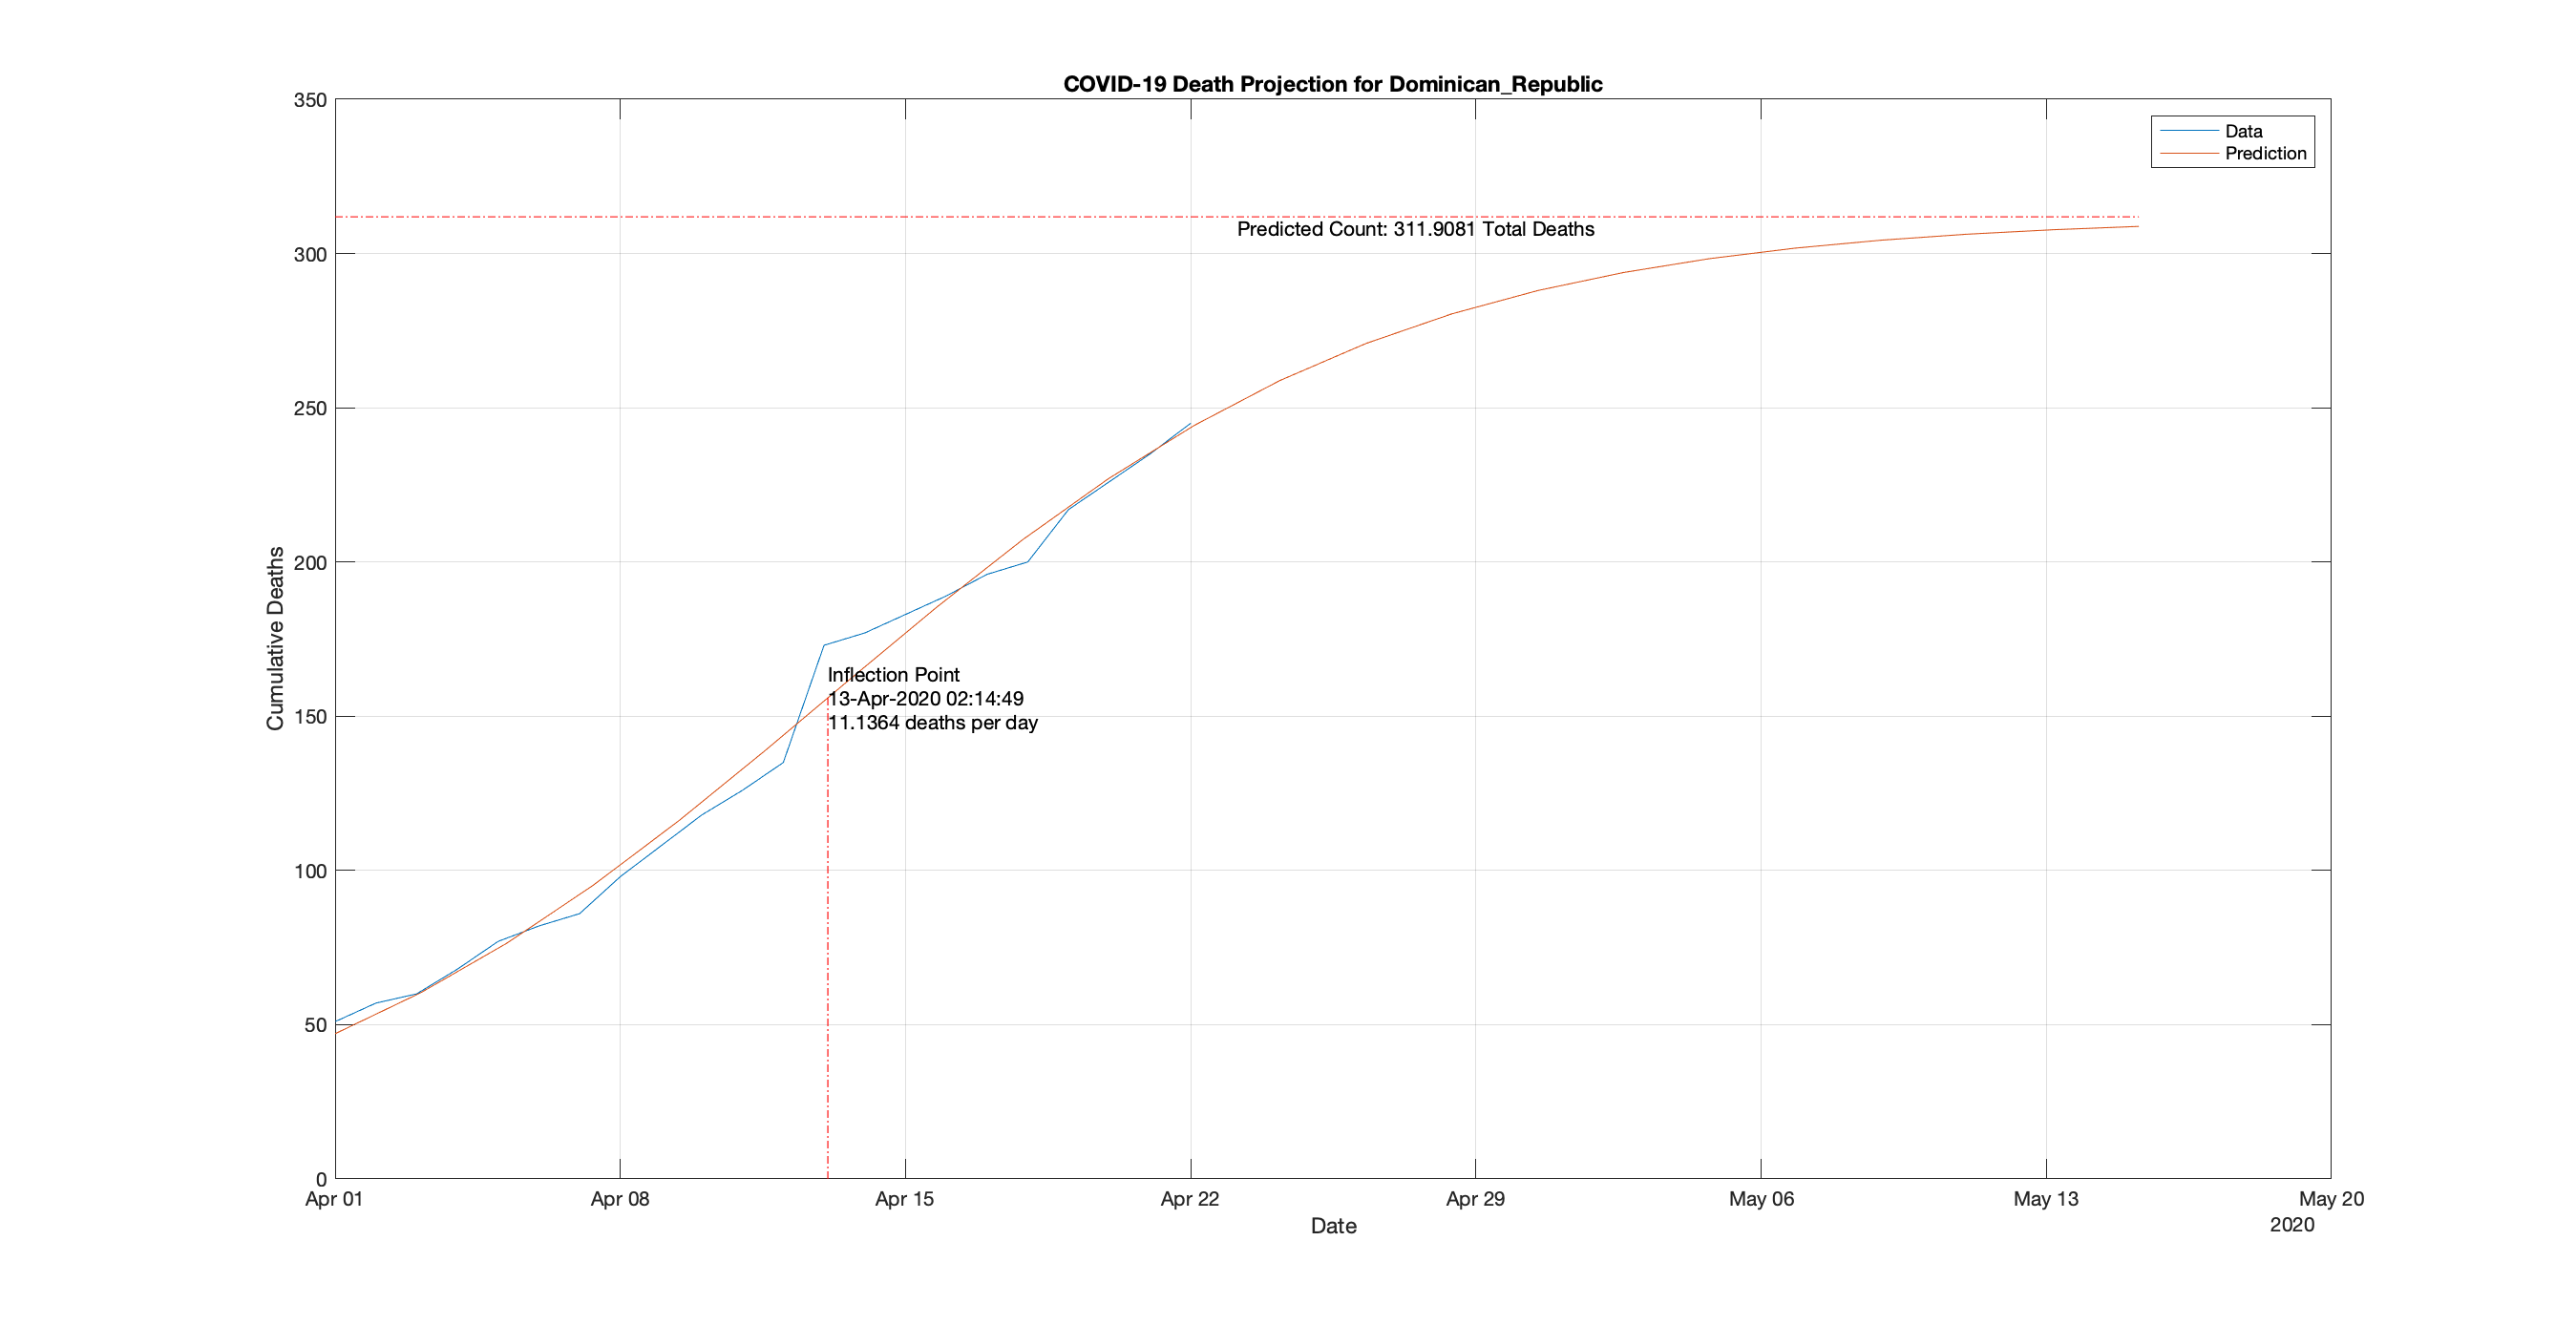 COVID-19 Death Projection for Dominican_Republic
350
300
250
200
150
100
50
0
Cumulative Deaths
Data
Prediction
Predicted Count: 311.9081 Total Deaths
Inflection Point
13-Apr-2020 02:14:49
11.1364 deaths per day
Apr 01
Apr 08
Apr 15
Apr 22
Apr 29
May 06
May 13
May 20
2020
Date